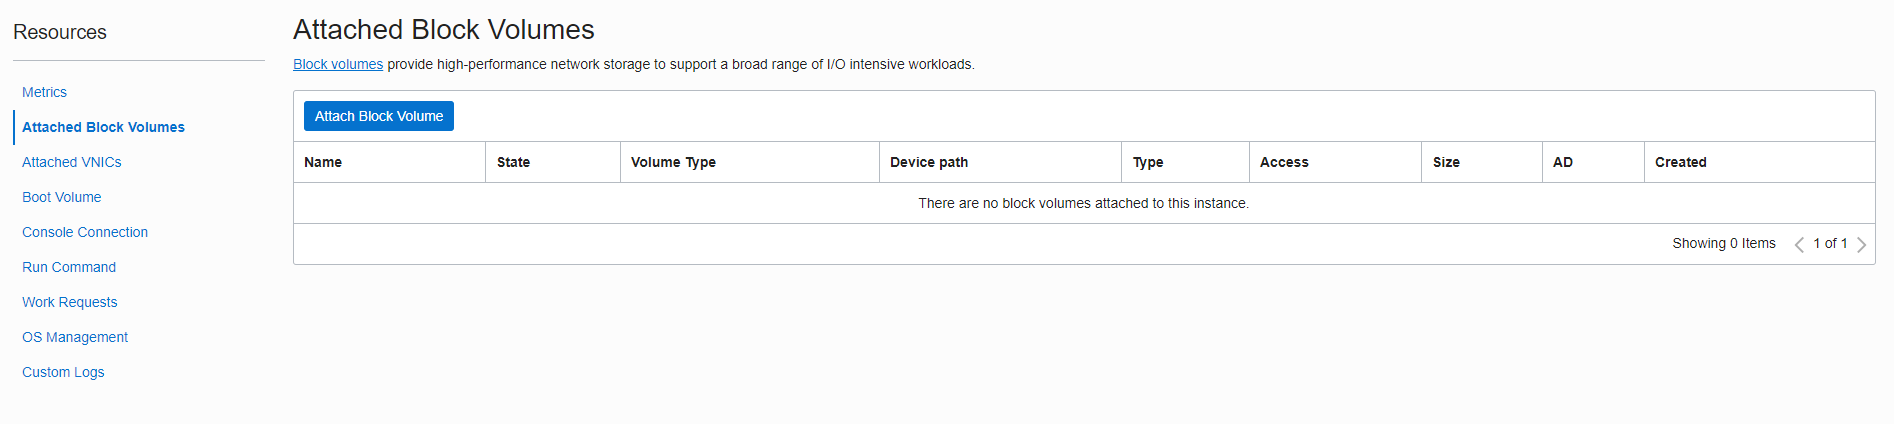 Resources
Metrics
Attached Block Volumes
Attached VNICs
Boot Volume
Console Connection
Run Command
Work Requests
OS Management
Custom Logs
Attached Block Volumes
Block volumes provide high-performance network storage to support a broad range of I/O intensive workloads.
Attach Block Volume
Name State Volume Type Device path Type Access Size AD Created
There are no block volumes attached to this instance.
Showing 0 Items 1 of 1